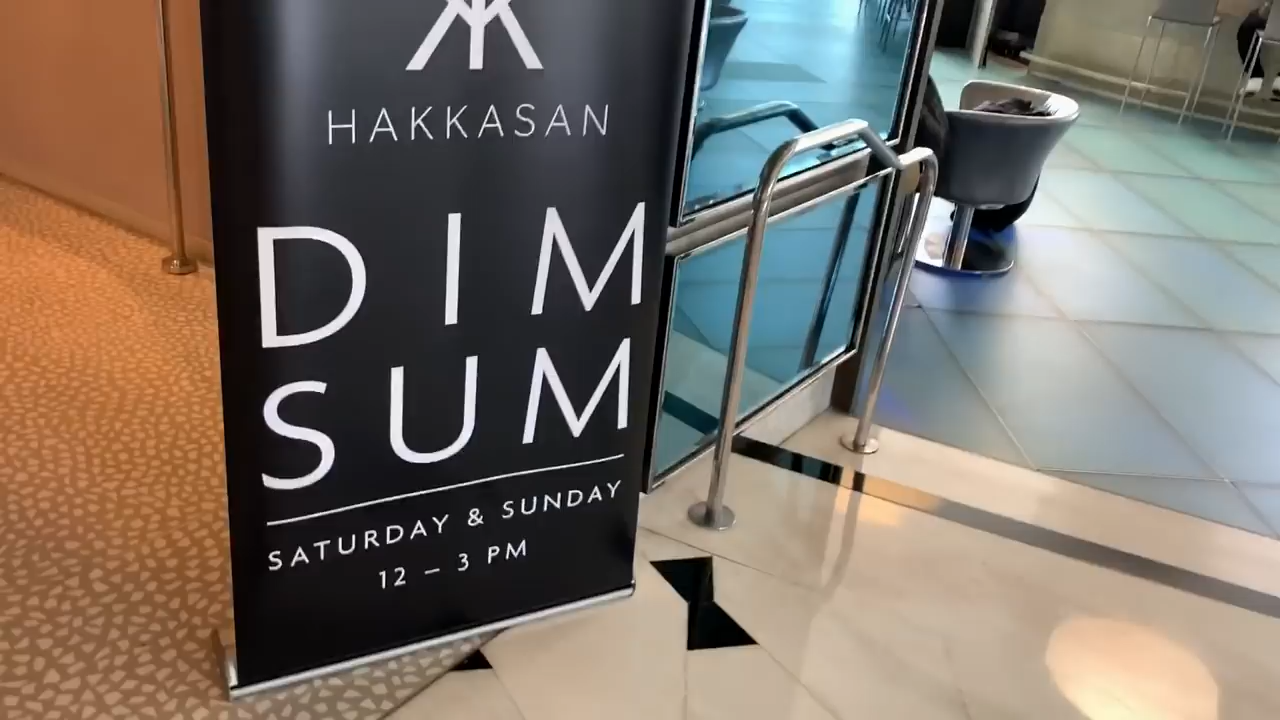 HAKKASAN
DIM
SUM
SATURDAY & SUNDAY
12 – 3 PM